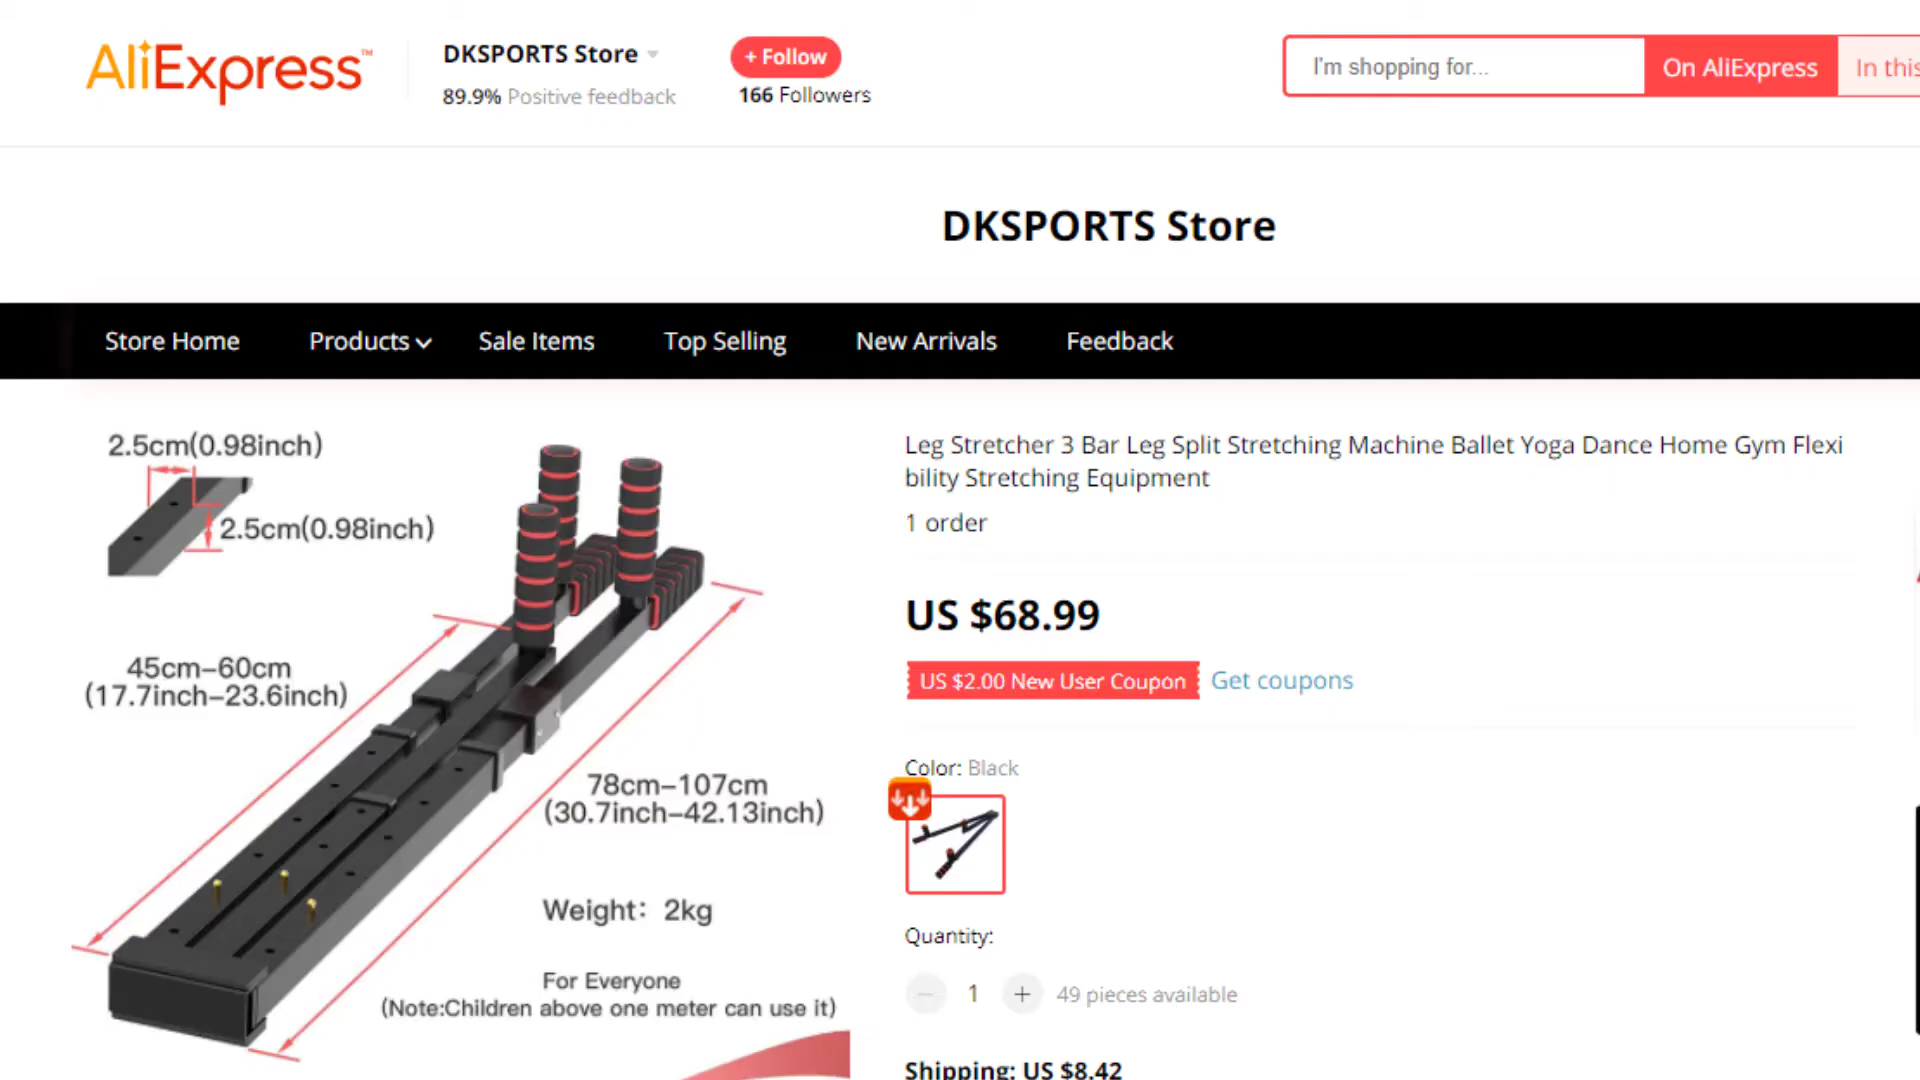 AliExpress™
DKSPORTS Store
89.9% Positive feedback
+ Follow
166 Followers
I'm shopping for...
On AliExpress
In this
DKSPORTS Store
Store Home
Products
Sale Items
Top Selling
New Arrivals
Feedback
2.5cm(0.98inch)
2.5cm(0.98inch)
45cm-60cm
(17.7inch-23.6inch)
78cm-107cm
(30.7inch-42.13inch)
Weight: 2kg
For Everyone
(Note:Children above one meter can use it)
Leg Stretcher 3 Bar Leg Split Stretching Machine Ballet Yoga Dance Home Gym Flexi
bility Stretching Equipment
1 order
US $68.99
US $2.00 New User Coupon
Get coupons
Color: Black
Quantity:
1
49 pieces available
Shipping: US $8.42